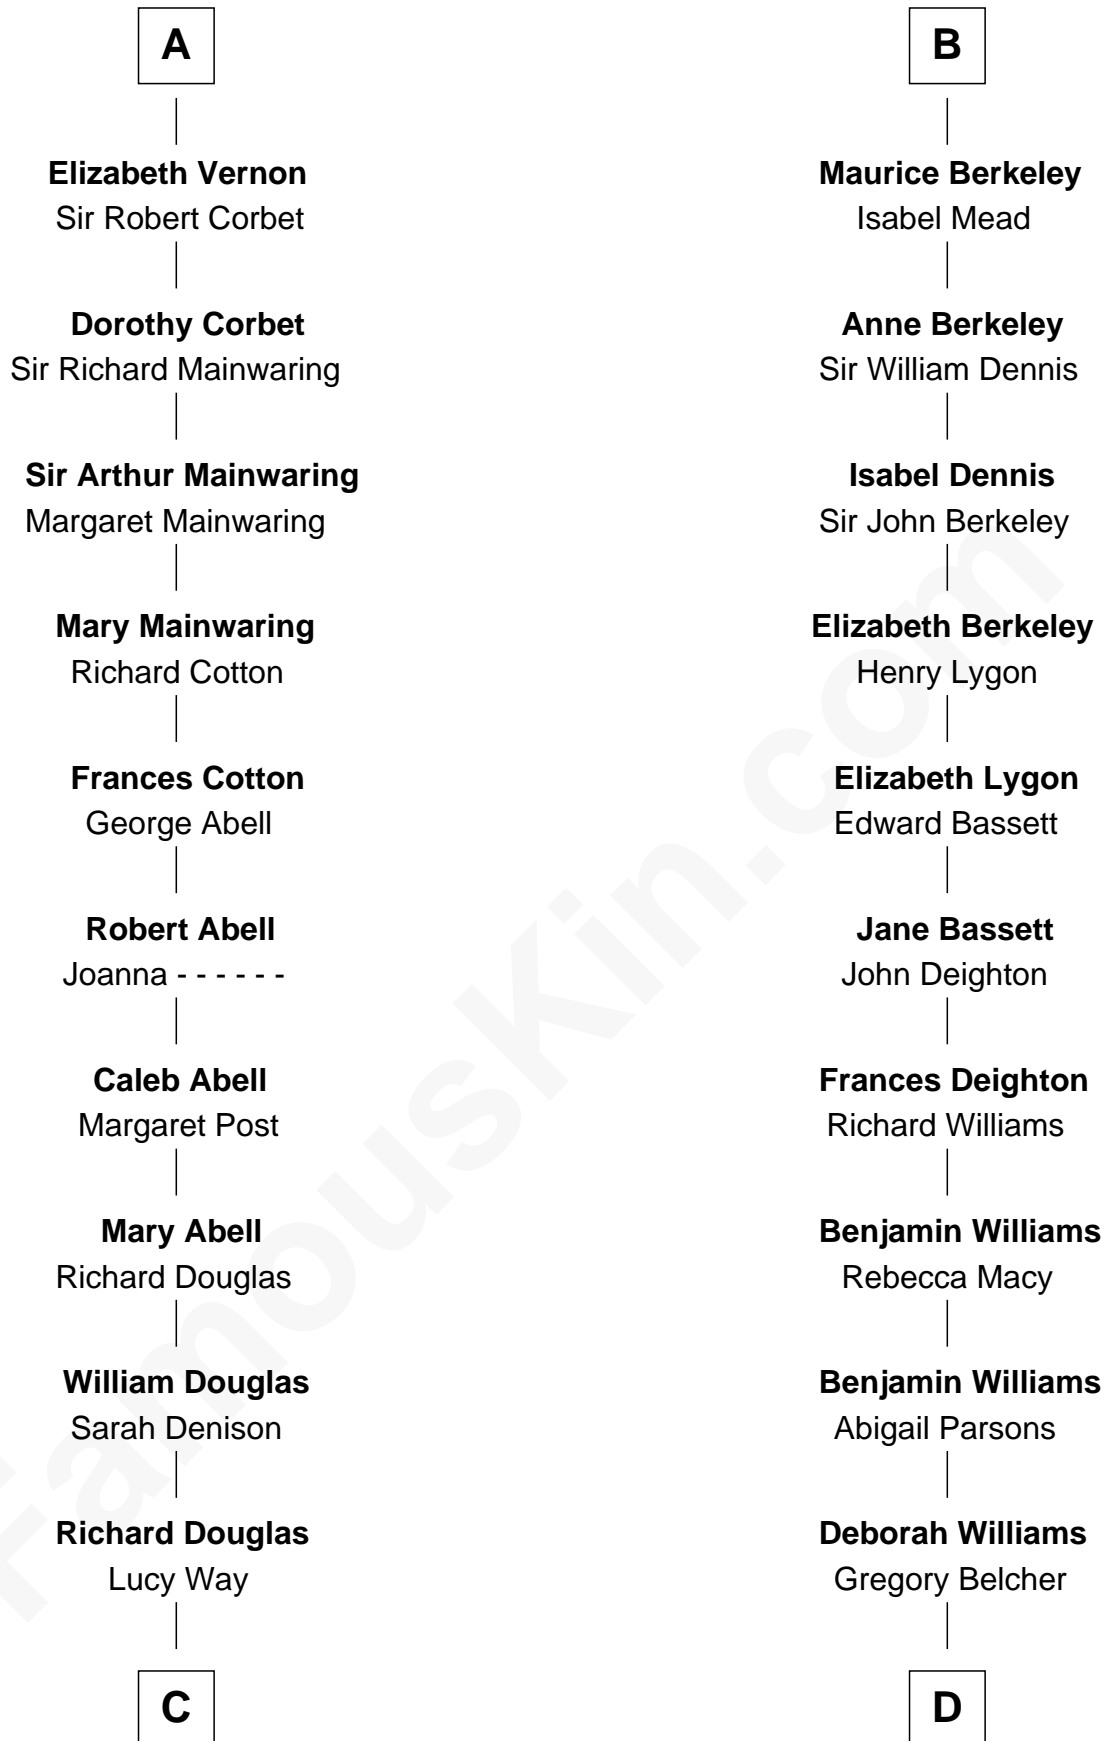 A
Elizabeth Vernon
Sir Robert Corbet
Dorothy Corbet
Sir Richard Mainwaring
Sir Arthur Mainwaring
Margaret Mainwaring
Mary Mainwaring
Richard Cotton
Frances Cotton
George Abell
Robert Abell
Joanna - - - - - -
Caleb Abell
Margaret Post
Mary Abell
Richard Douglas
William Douglas
Sarah Denison
Richard Douglas
Lucy Way
C
B
Maurice Berkeley
Isabel Mead
Anne Berkeley
Sir William Dennis
Isabel Dennis
Sir John Berkeley
Elizabeth Berkeley
Henry Lygon
Elizabeth Lygon
Edward Bassett
Jane Bassett
John Deighton
Frances Deighton
Richard Williams
Benjamin Williams
Rebecca Macy
Benjamin Williams
Abigail Parsons
Deborah Williams
Gregory Belcher
D
FamousKin.com